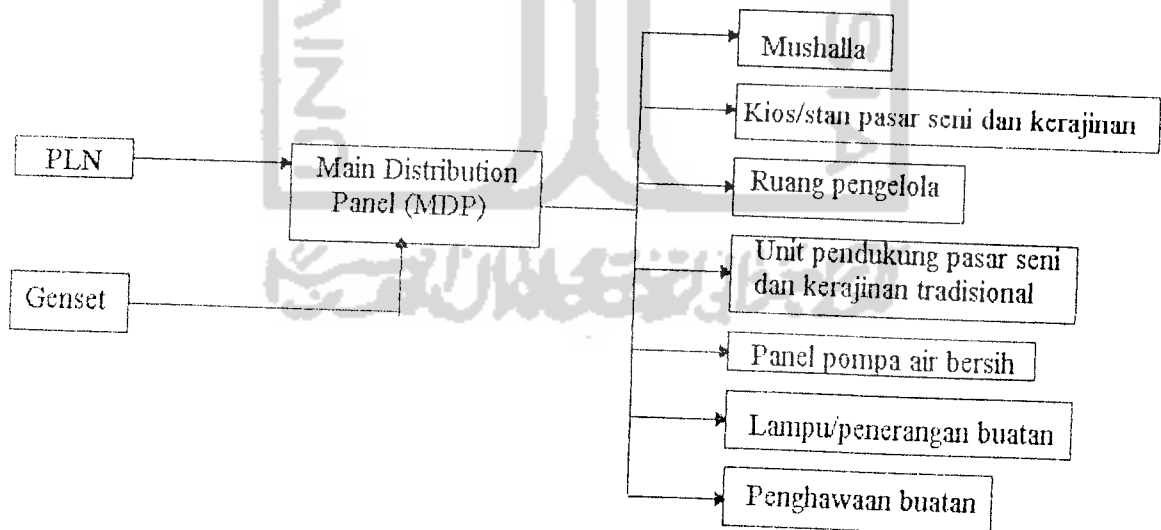 Mushalla
Kios/stan pasar seni dan kerajinan
PLN
Main Distribution
Panel (MDP)
Ruang pengelola
Unit pendukung pasar seni
dan kerajinan tradisional
Genset
Panel pompa air bersih
Lampu/penerangan buatan
Penghawaan buatan